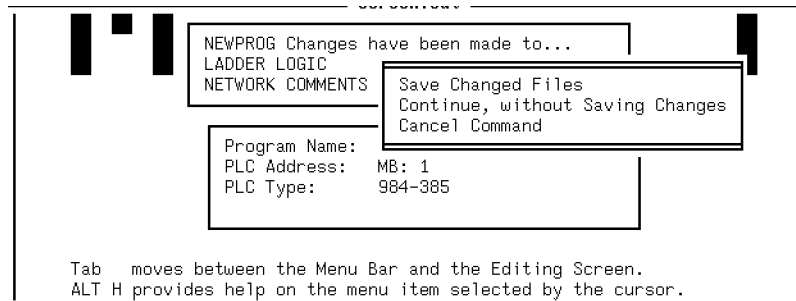 NEWPROG Changes have been made to...
LADDER LOGIC
NETWORK COMMENTS
Save Changed Files
Continue, without Saving Changes
Cancel Command
Program Name:
PLC Address: MB: 1
PLC Type: 984-385
Tab moves between the Menu Bar and the Editing Screen.
ALT H provides help on the menu item selected by the cursor.